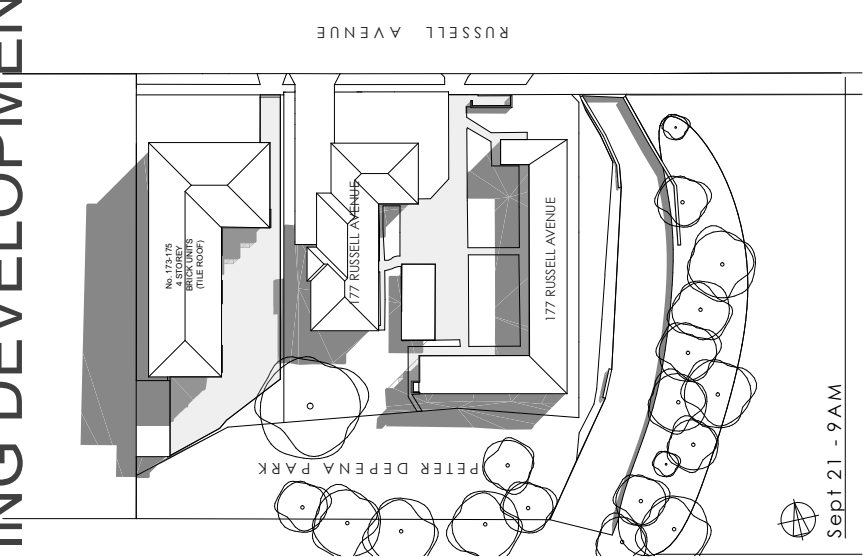 RUSSELL AVENUE
ING DEVELOPMEN
No. 173-175
4 STOREY
BRICK UNITS
(TILE ROOF)
177 RUSSELL AVENUE
177 RUSSELL AVENUE
PETER DEPENA PARK
Sept 21 - 9AM